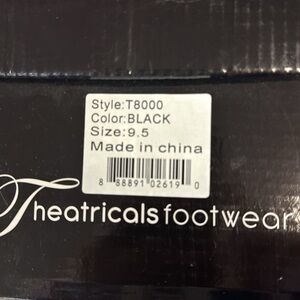 Style:T8000
Color:BLACK
Size:9.5
Made in china
8 88891 02619 0
Theatricals footwear